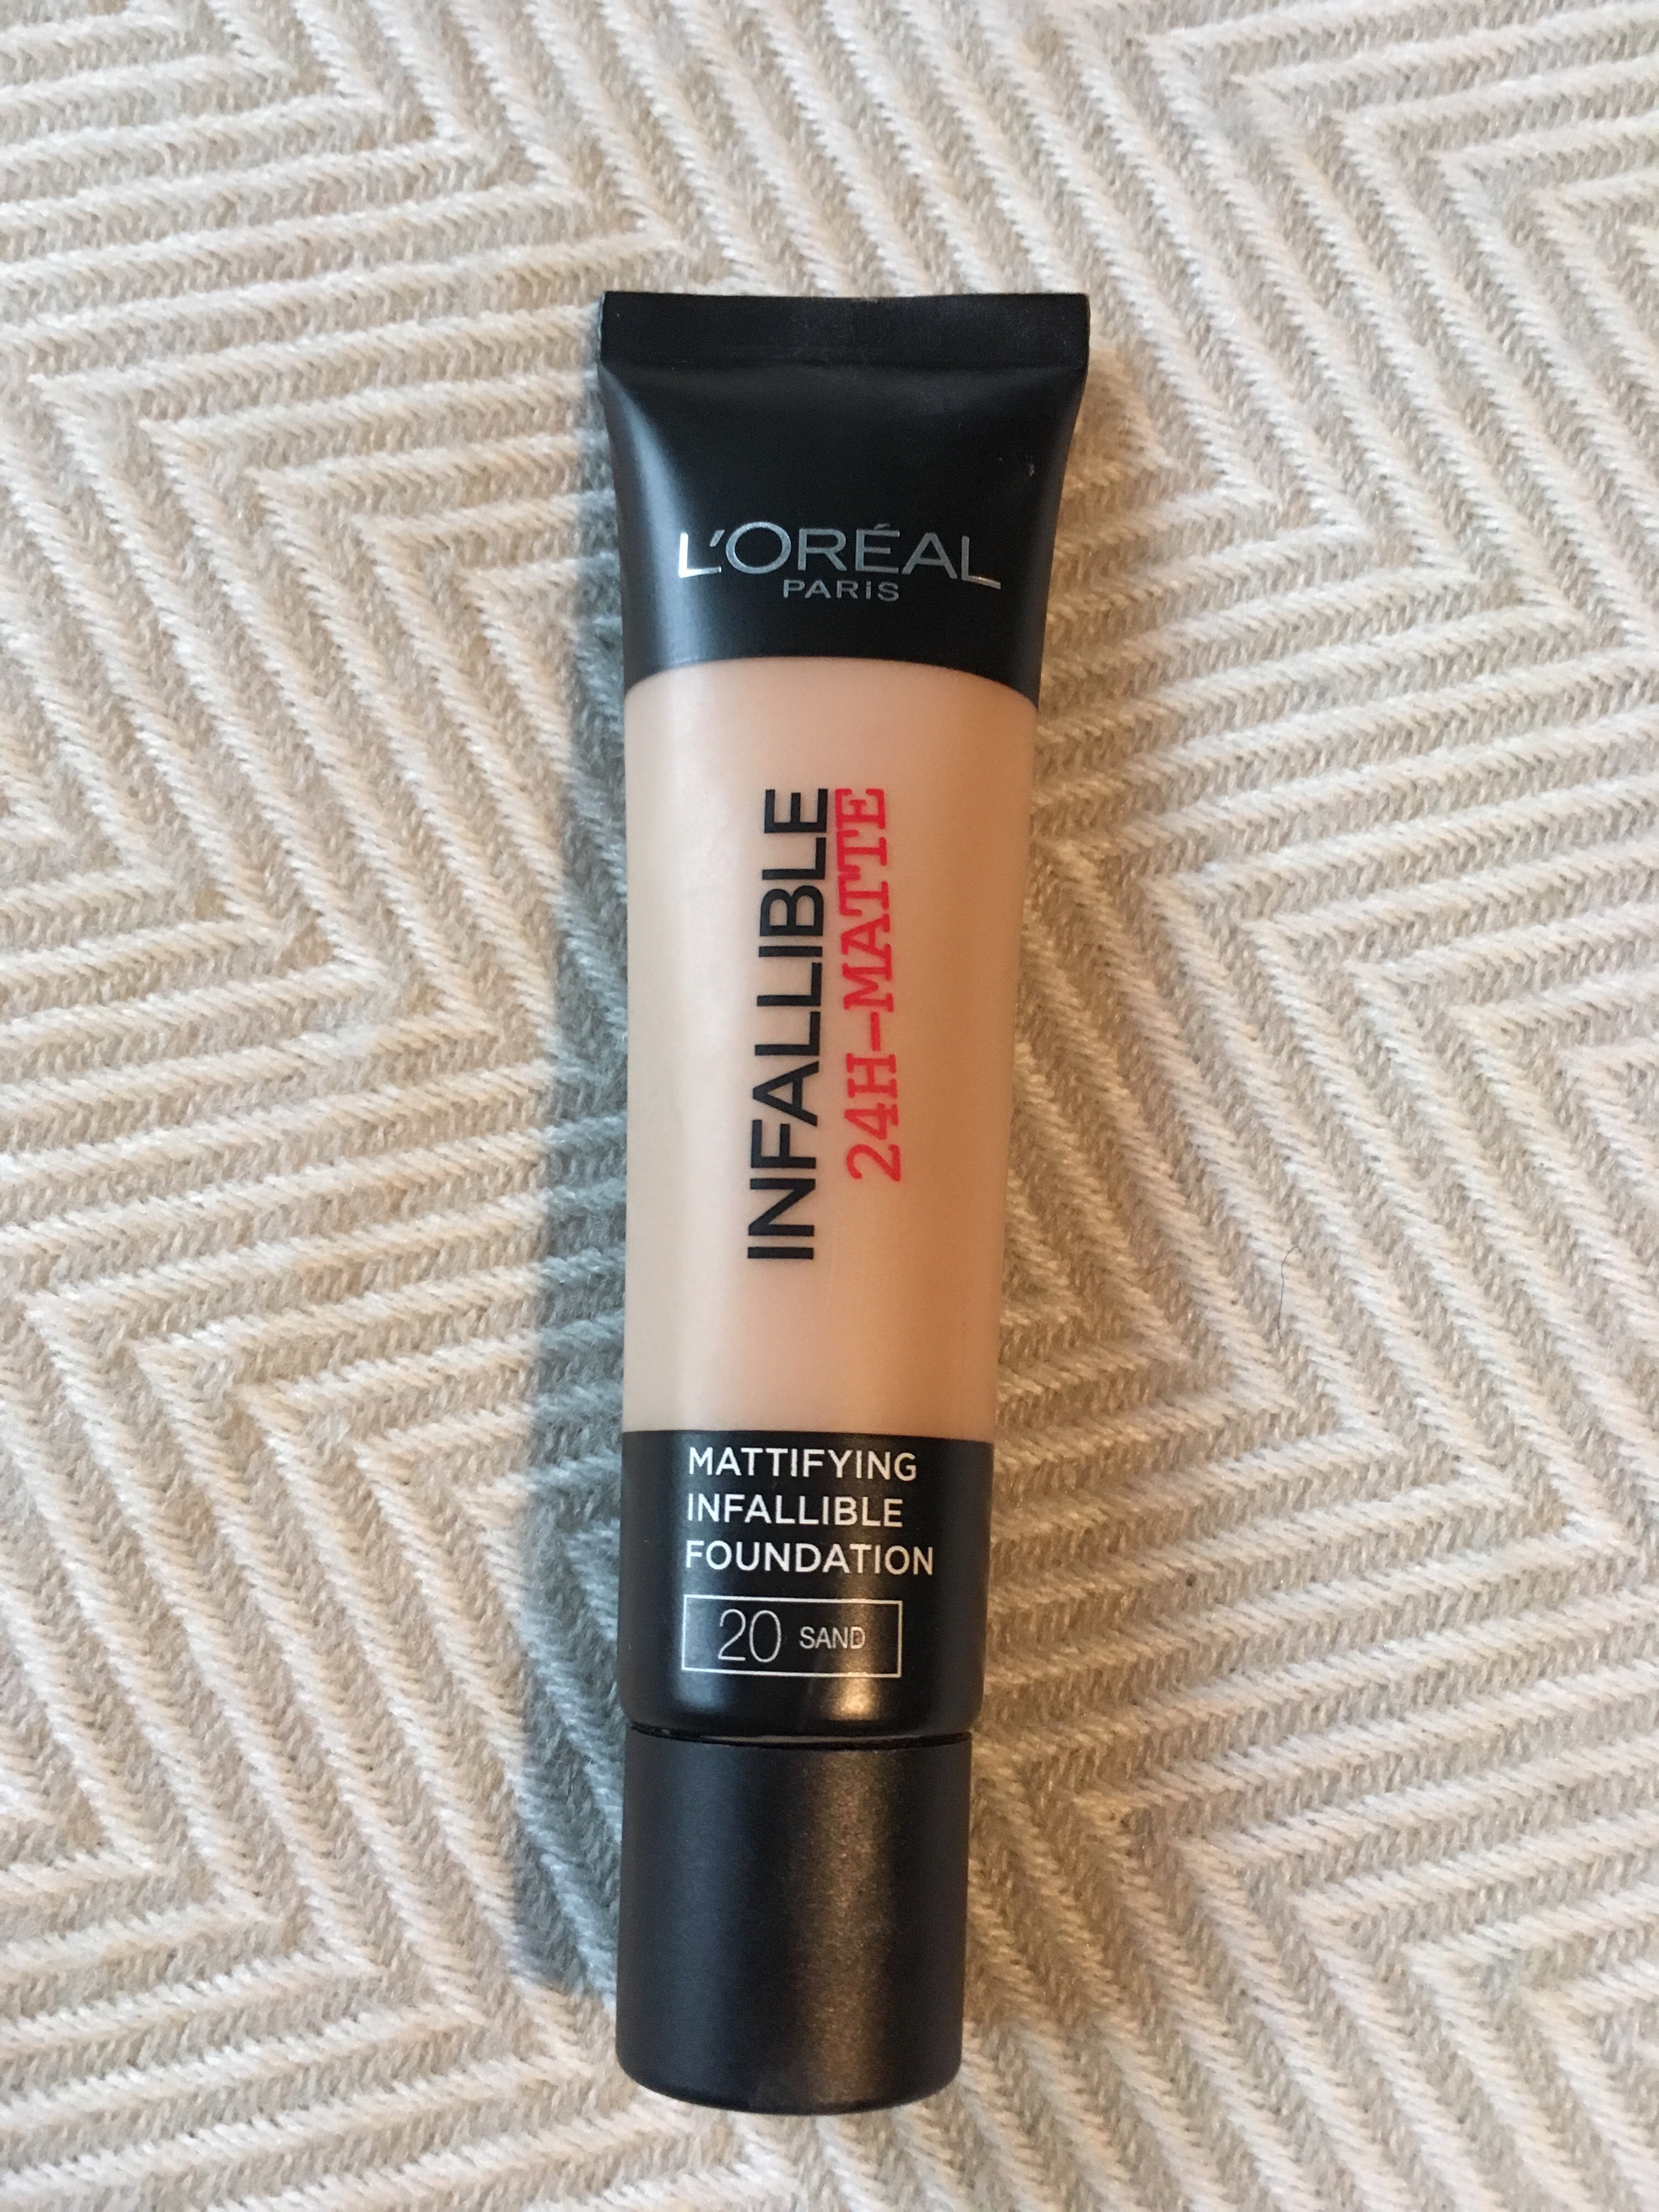 L'ORÉAL
PARIS
INFALLIBLE
24H-MATTE
MATTIFYING
INFALLIBLE
FOUNDATION
20 SAND